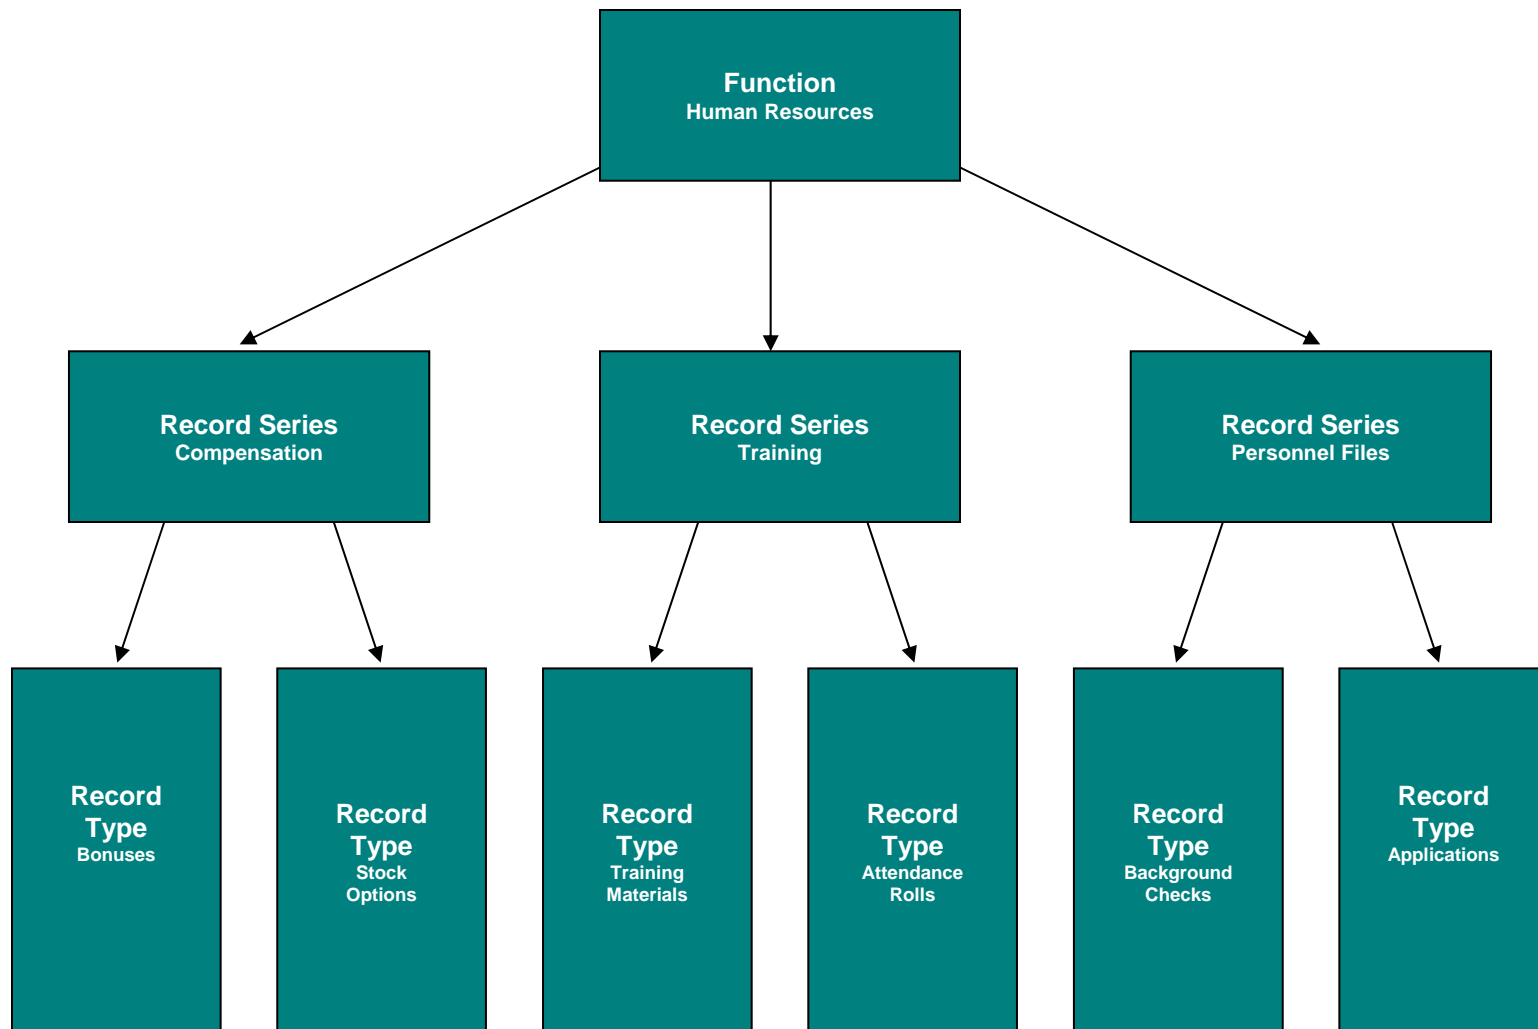 Function
Human Resources
Record Series
Compensation
Record Series
Training
Record Series
Personnel Files
Record
Type
Bonuses
Record
Type
Stock
Options
Record
Type
Training
Materials
Record
Type
Attendance
Rolls
Record
Type
Background
Checks
Record
Type
Applications